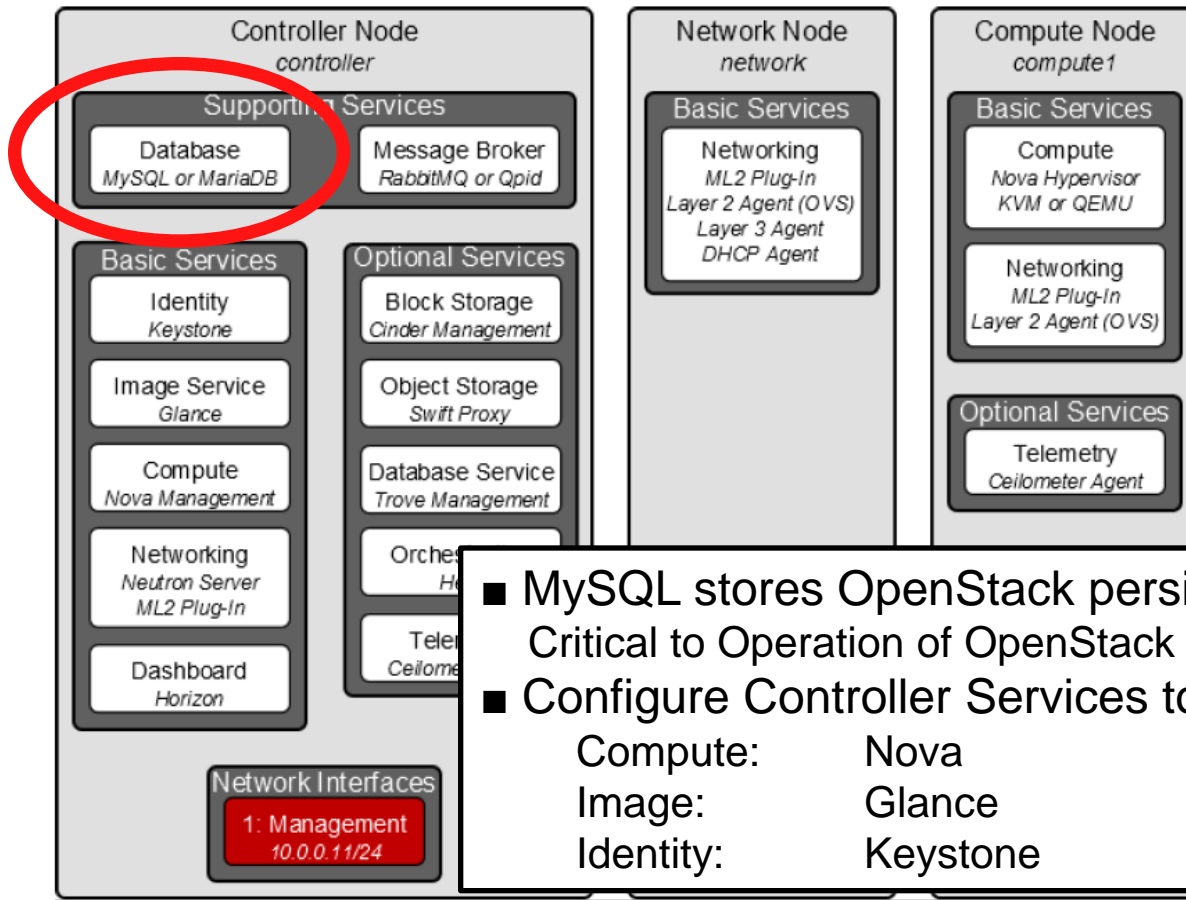 Controller Node
controller
Supporting Services
Database
MySQL or MariaDB
Message Broker
RabbitMQ or Qpid
Basic Services
Identity
Keystone
Image Service
Glance
Compute
Nova Management
Networking
Neutron Server
ML2 Plug-In
Dashboard
Horizon
Optional Services
Block Storage
Cinder Management
Object Storage
Swift Proxy
Database Service
Trove Management
Network Interfaces
1: Management
10.0.0.11/24
Network Node
network
Basic Services
Networking
ML2 Plug-In
Layer 2 Agent (OVS)
Layer 3 Agent
DHCP Agent
Compute Node
compute1
Basic Services
Compute
Nova Hypervisor
KVM or QEMU
Networking
ML2 Plug-In
Layer 2 Agent (OVS)
Optional Services
Telemetry
Ceilometer Agent
■ MySQL stores OpenStack
Critical to Operation of OpenStack
■ Configure Controller Services to
Compute: Nova
Image: Glance
Identity: Keystone